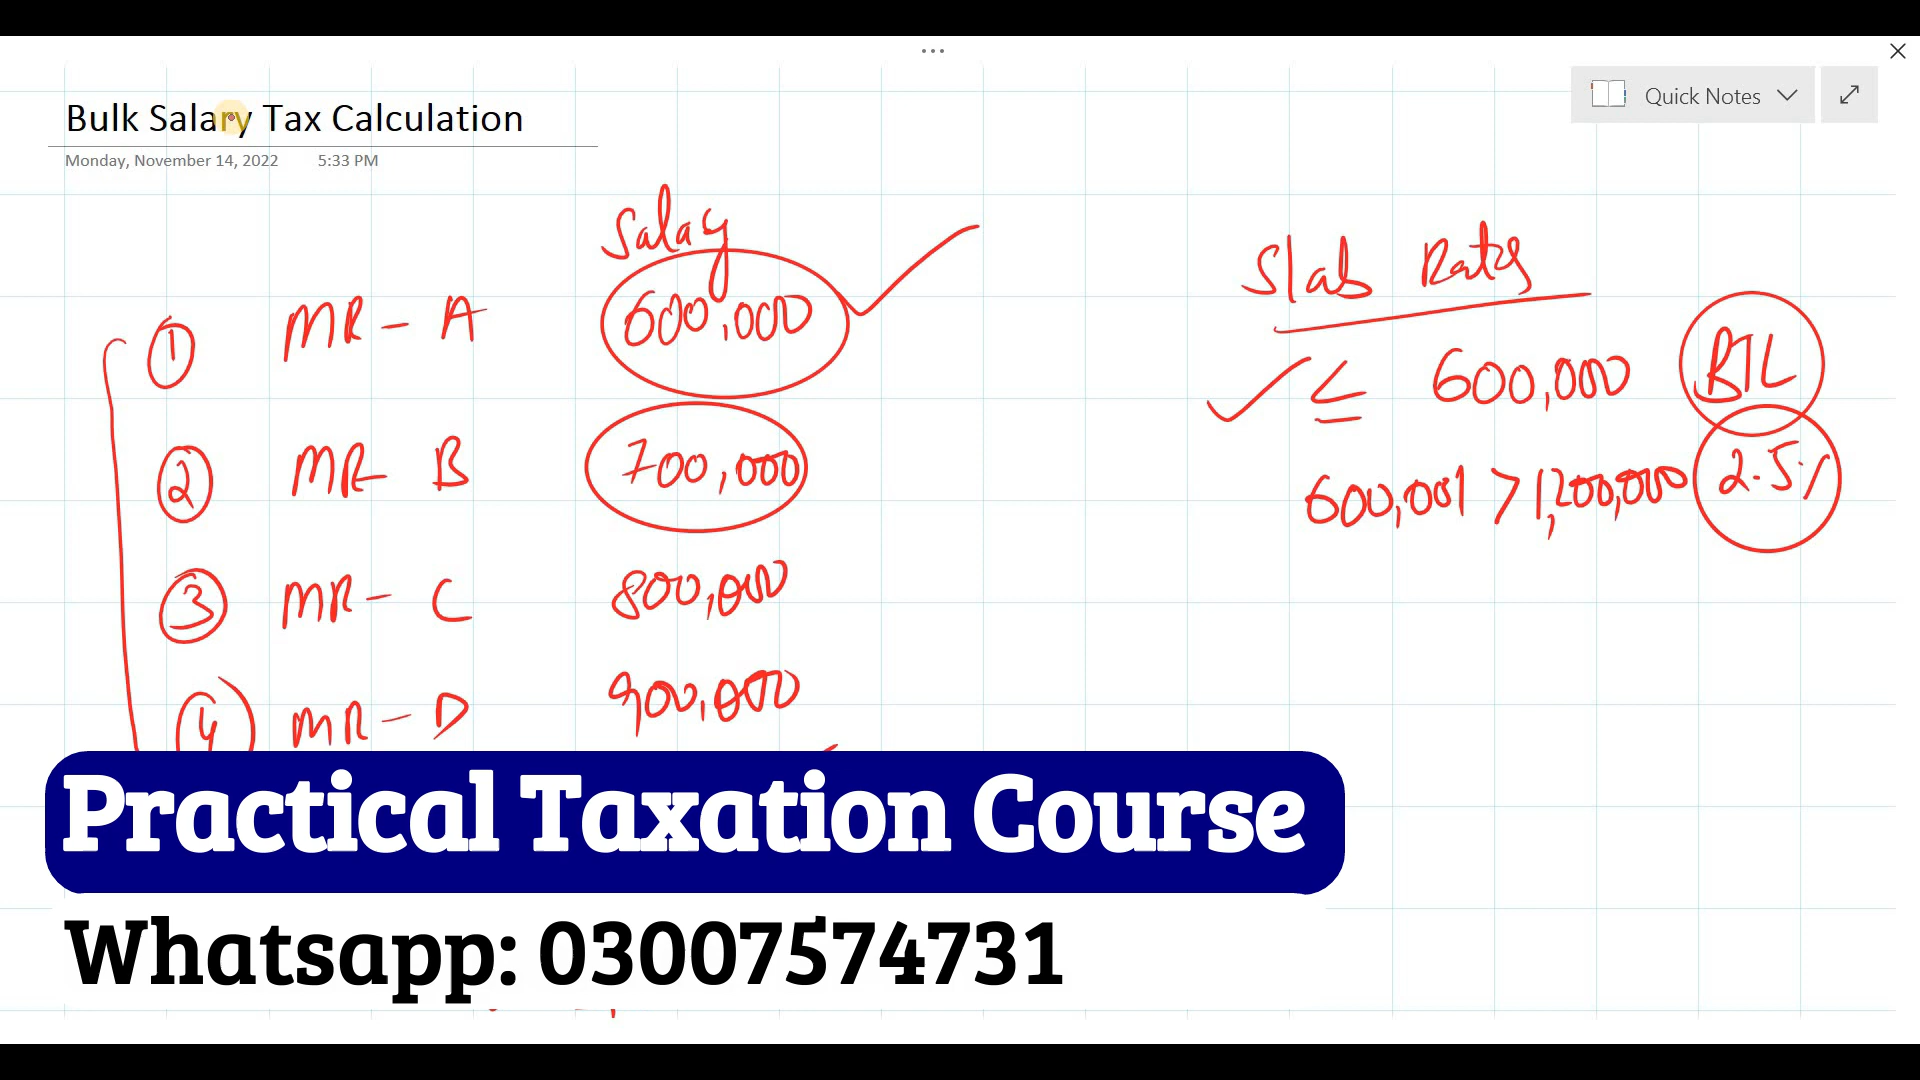 Bulk Salary Tax Calculation
Monday, November 14, 2022 5:33 PM
Quick Notes
Salary
1 MR - A 600,000
2 MR - B 700,000
3 MR - C 800,000
4 MR - D 900,000
Slab Rates
≤ 600,000 BTL
600,001 > 1,200,000 2.5%
Practical Taxation Course
Whatsapp: 03007574731